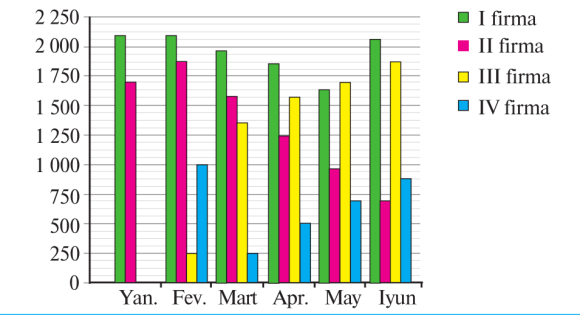 2 250
2 000
1 750
1 500
1 250
1 000
750
500
250
0
Yan. Fev. Mart Apr. May Iyun
I firma
II firma
III firma
IV firma